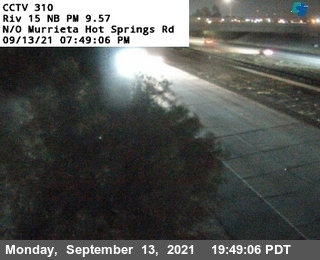 CCTV 310
Riv 15 NB PM 9.57
N/O Murrieta Hot Springs Rd
09/13/21 07:49:06 PM
Monday, September 13, 2021 19:49:06 PDT